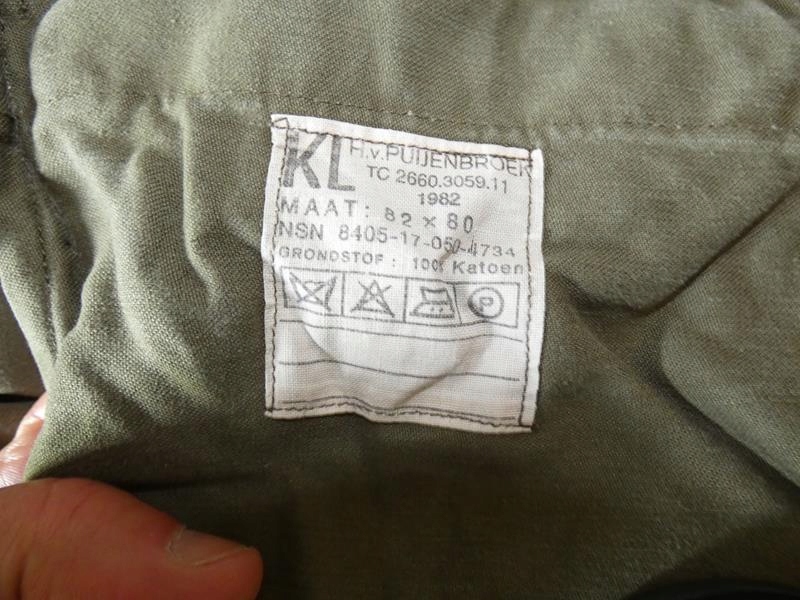 KL H.v.PUIJENBROEK
TC 2660.3059.11
1982
MAAT: 82 × 80
NSN 8405-17-050-4734
GRONDSTOF: 100% Katoen
P